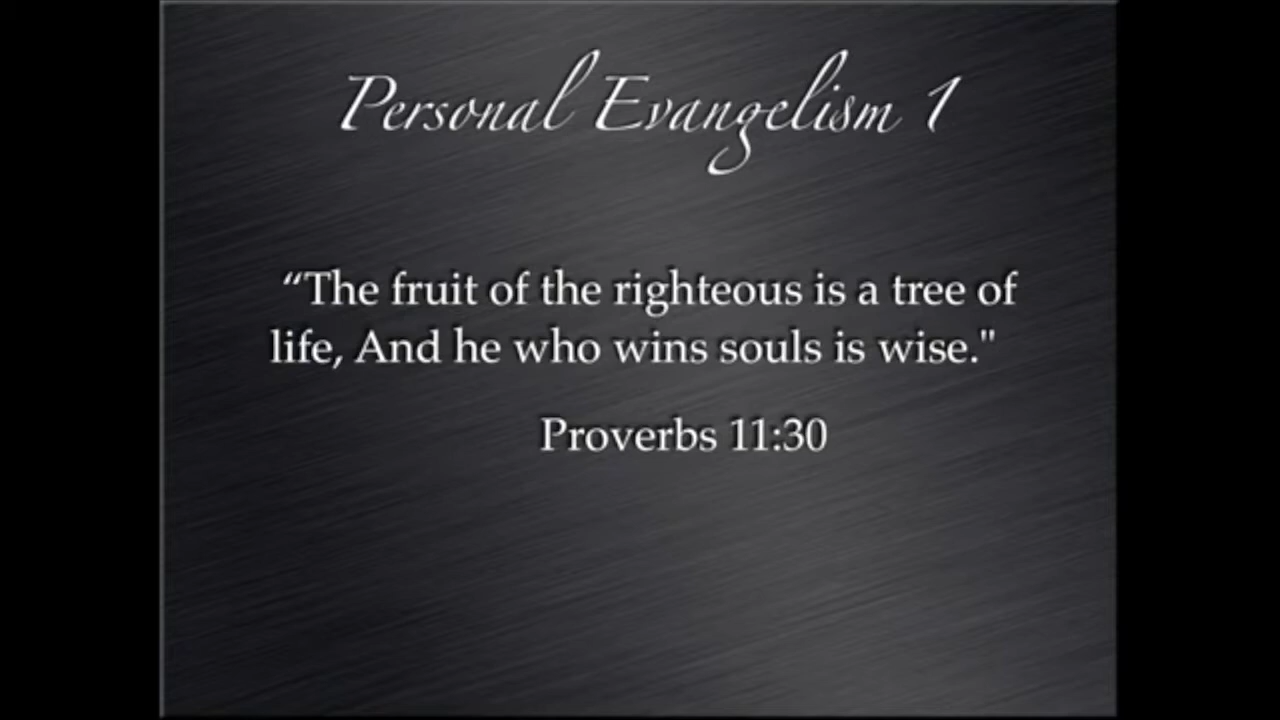 Personal Evangelism 1
“The fruit of the righteous is a tree of
life, And he who wins souls is wise."
Proverbs 11:30